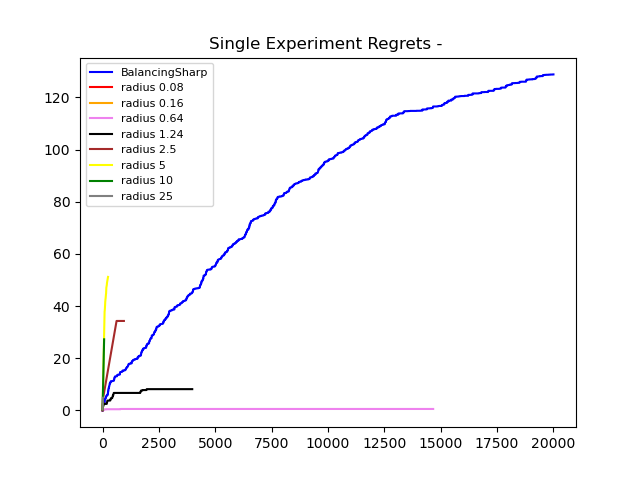 Single Experiment Regrets -
BalancingSharp
radius 0.08
radius 0.16
radius 0.64
radius 1.24
radius 2.5
radius 5
radius 10
radius 25
120
100
80
60
40
20
0
0 2500 5000 7500 10000 12500 15000 17500 20000